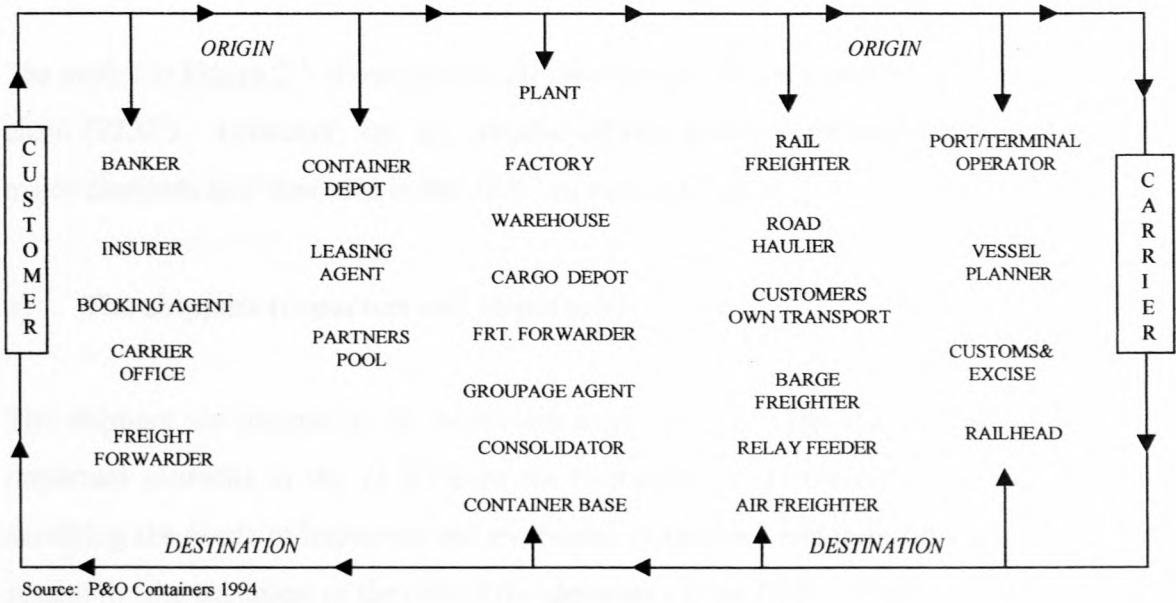 ORIGIN
ORIGIN
CUSTOMER
BANKER
INSURER
BOOKING AGENT
CARRIER
OFFICE
FREIGHT
FORWARDER
CONTAINER
DEPOT
LEASING
AGENT
PARTNERS
POOL
PLANT
FACTORY
WAREHOUSE
CARGO DEPOT
FRT. FORWARDER
GROUPAGE AGENT
CONSOLIDATOR
CONTAINER BASE
RAIL
FREIGHTER
ROAD
HAULIER
CUSTOMERS
OWN TRANSPORT
BARGE
FREIGHTER
RELAY FEEDER
AIR FREIGHTER
PORT/TERMINAL
OPERATOR
VESSEL
PLANNER
CUSTOMS&
EXCISE
RAILHEAD
CARRIER
DESTINATION
DESTINATION
Source: P&O Containers 1994